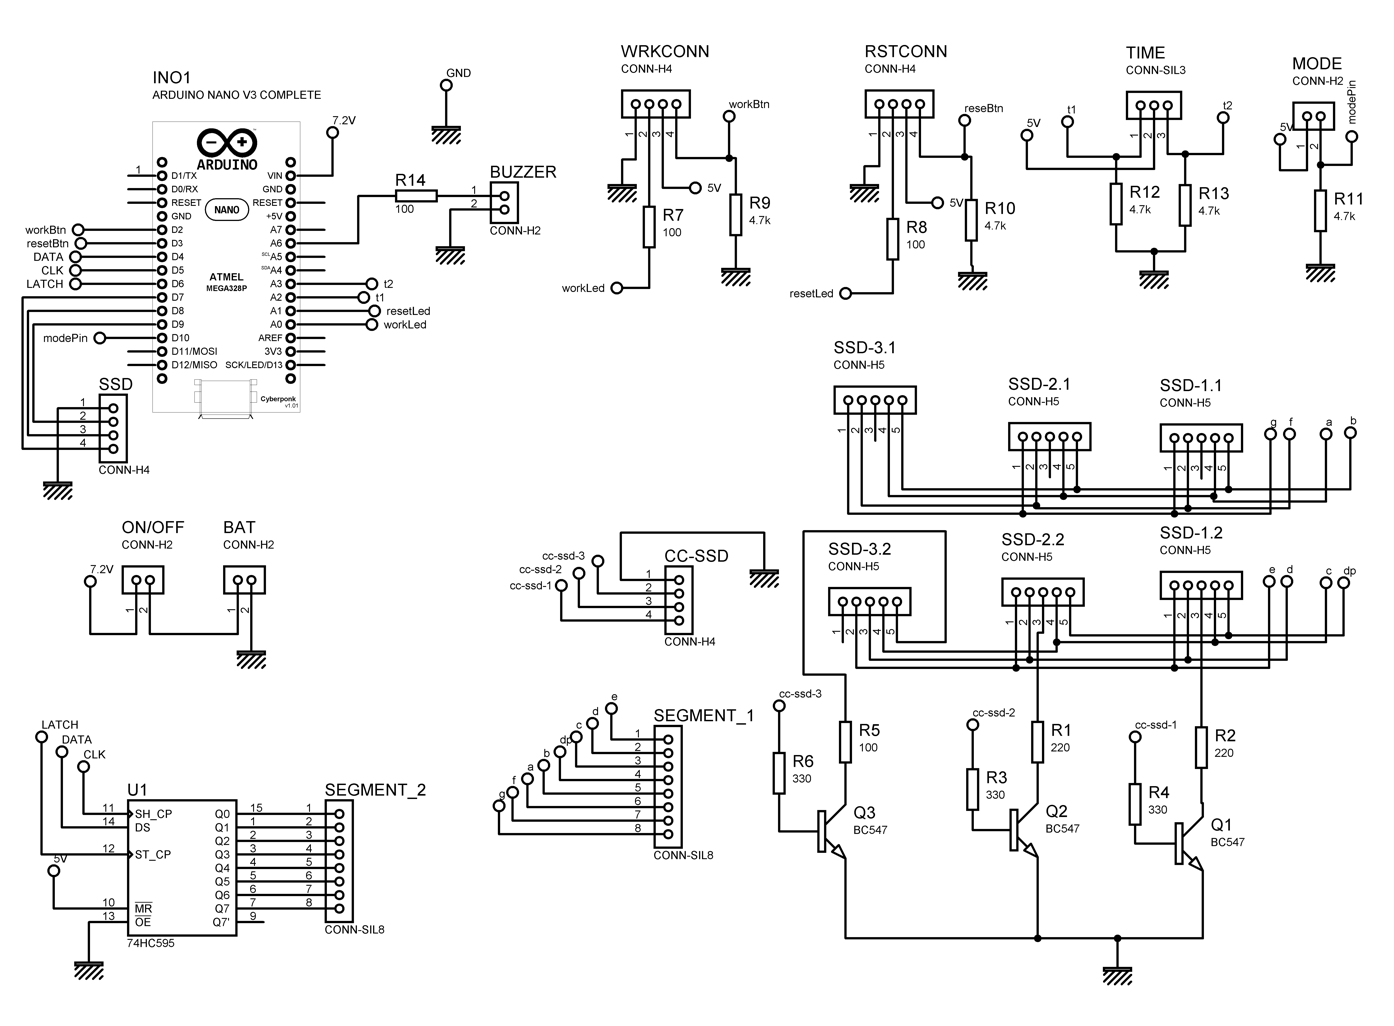 INO1
ARDUINO NANO V3 COMPLETE
ARDUINO
NANO
ATMEL
MEGA328P
Cyberponk
v1.01
1
D1/TX
D0/RX
RESET
GND
D2
D3
D4
D5
D6
D7
D8
D9
D10
D11/MOSI
D12/MISO
VIN
GND
RESET
+5V
A7
A6
SCL A5
SDA A4
A3
A2
A1
A0
AREF
3V3
SCK/LED/D13
workBtn
resetBtn
DATA
CLK
LATCH
modePin
7.2V
t2
t1
resetLed
workLed
GND
R14
100
BUZZER
1
2
CONN-H2
SSD
1
2
3
4
CONN-H4
WRKCONN
CONN-H4
1
2
3
4
workBtn
5V
R7
100
R9
4.7k
workLed
RSTCONN
CONN-H4
1
2
3
4
reseBtn
5V
R8
100
R10
4.7k
resetLed
TIME
CONN-SIL3
1
2
3
5V
t1
t2
R12
4.7k
R13
4.7k
MODE
CONN-H2
1
2
5V
modePin
R11
4.7k
ON/OFF
CONN-H2
1
2
7.2V
BAT
CONN-H2
1
2
CC-SSD
1
2
3
4
CONN-H4
cc-ssd-3
cc-ssd-2
cc-ssd-1
SSD-3.1
CONN-H5
1
2
3
4
5
SSD-2.1
CONN-H5
1
2
3
4
5
SSD-1.1
CONN-H5
1
2
3
4
5
g
f
a
b
SSD-3.2
CONN-H5
1
2
3
4
5
SSD-2.2
CONN-H5
1
2
3
4
5
SSD-1.2
CONN-H5
1
2
3
4
5
e
d
c
dp
LATCH
DATA
CLK
5V
U1
11
14
12
10
13
SH_CP
DS
ST_CP
MR
OE
Q0
Q1
Q2
Q3
Q4
Q5
Q6
Q7
Q7'
15
1
2
3
4
5
6
7
9
74HC595
SEGMENT_2
1
2
3
4
5
6
7
8
CONN-SIL8
SEGMENT_1
1
2
3
4
5
6
7
8
CONN-SIL8
e
d
c
dp
b
a
f
g
cc-ssd-3
R6
330
R5
100
Q3
BC547
cc-ssd-2
R3
330
R1
220
Q2
BC547
cc-ssd-1
R4
330
R2
220
Q1
BC547